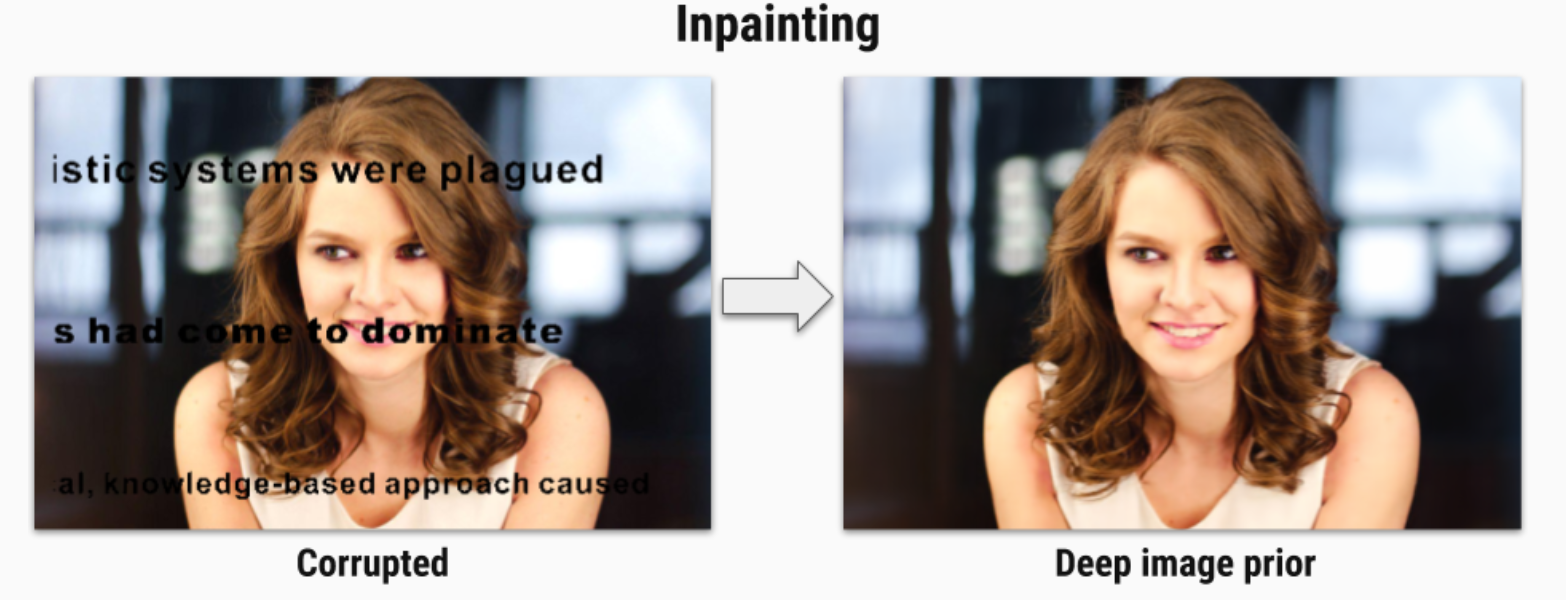 Inpainting
istic systems were plagued
s had come to dominate
al, knowledge-based approach caused
Corrupted
Deep image prior